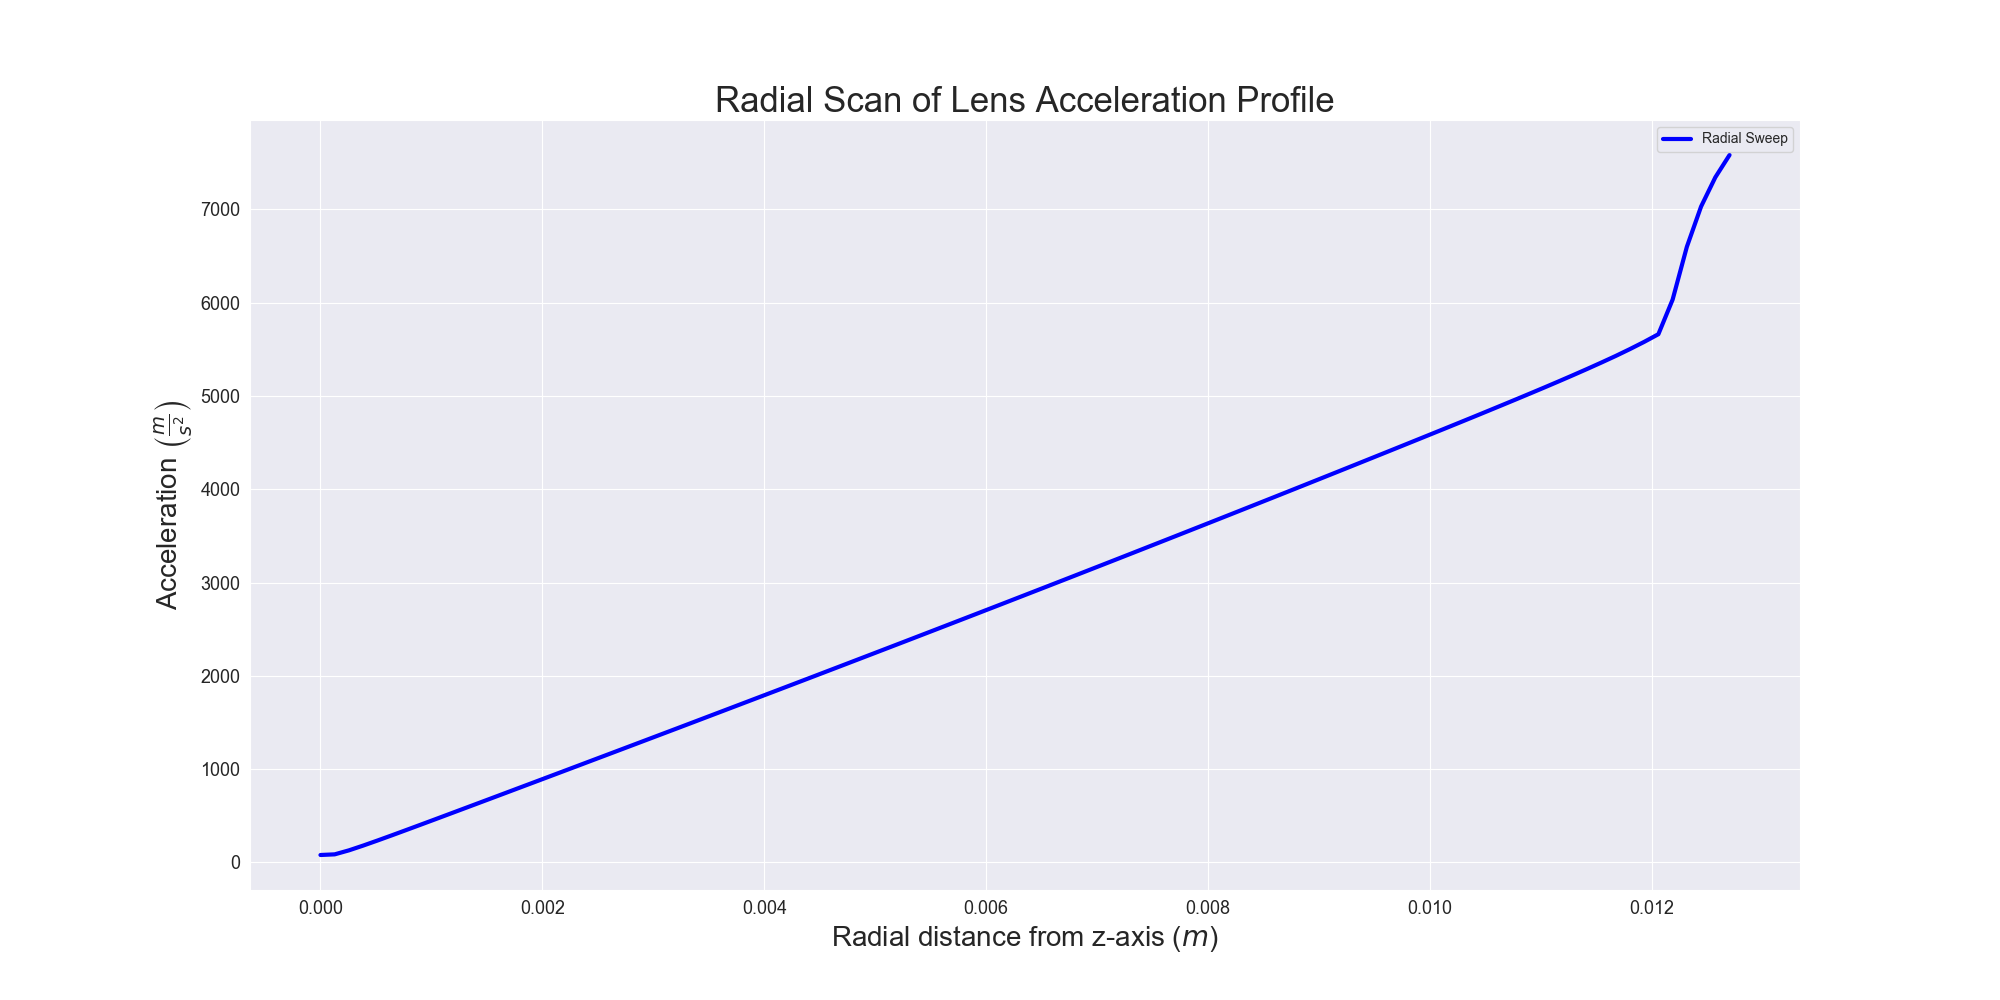 Radial Scan of Lens Acceleration Profile
Radial Sweep
7000
6000
5000
4000
3000
2000
1000
0
Acceleration (m/s²)
0.000 0.002 0.004 0.006 0.008 0.010 0.012
Radial distance from z-axis (m)